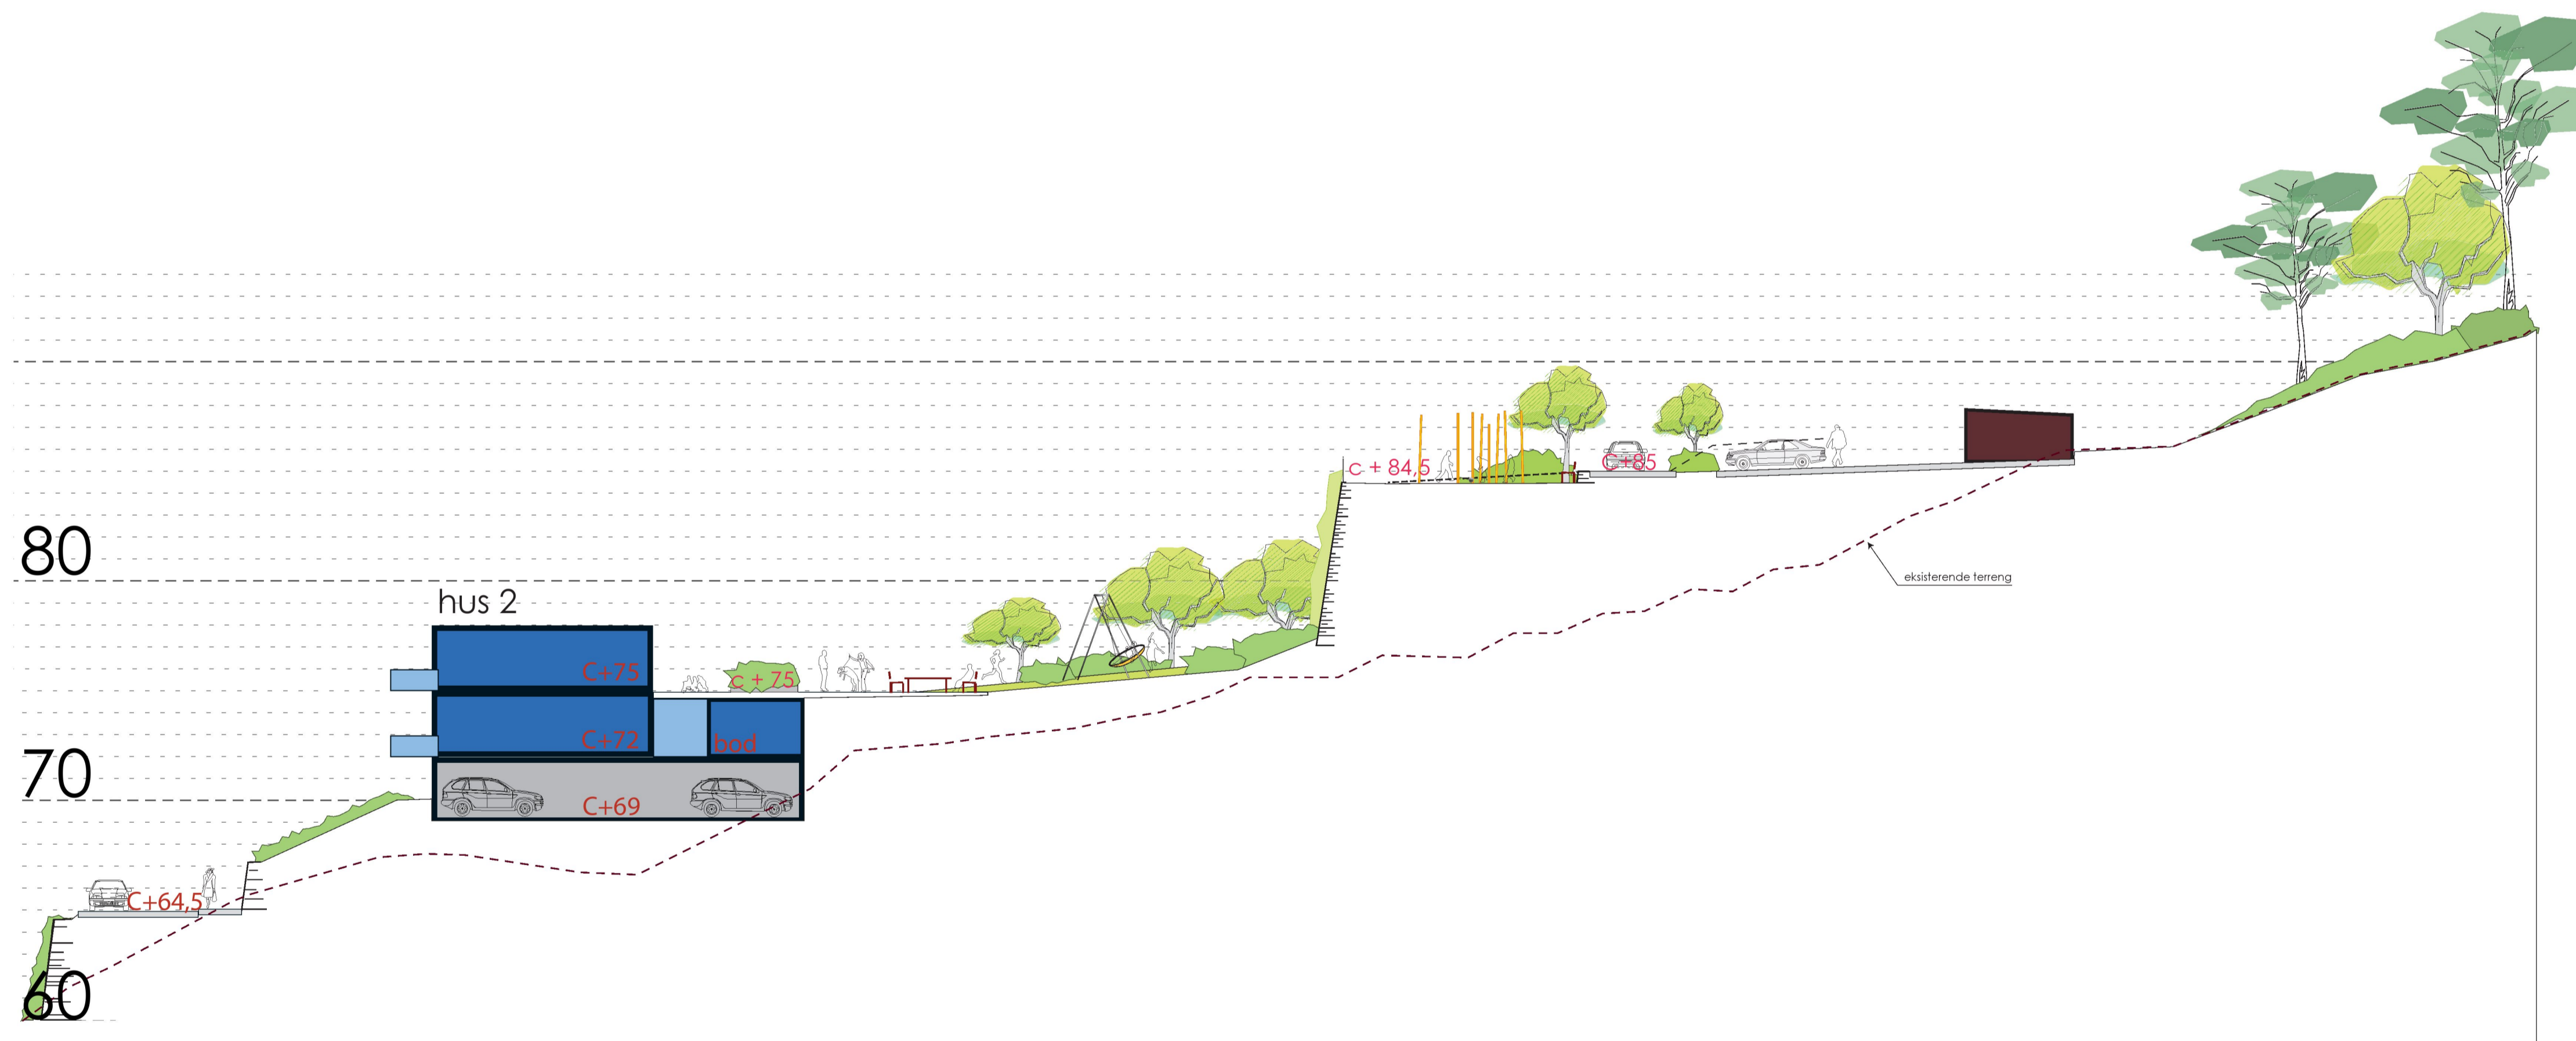 c + 84,5
C+85
80
eksisterende terreng
hus 2
C+75
c + 75
C+72
bod
70
C+69
C+64,5
60